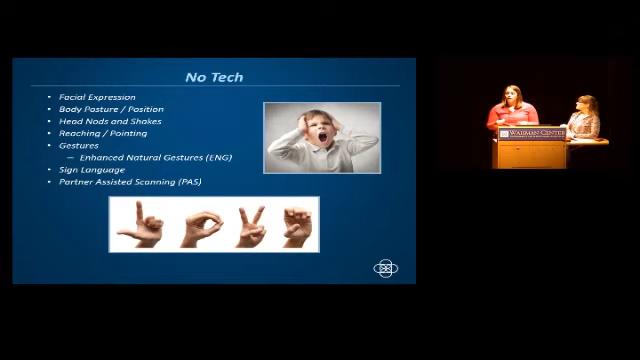 No Tech
• Facial Expression
• Body Posture / Position
• Head Nods and Shakes
• Reaching / Pointing
• Gestures
– Enhanced Natural Gestures (ENG)
• Sign Language
• Partner Assisted Scanning (PAS)
WAISMAN CENTER